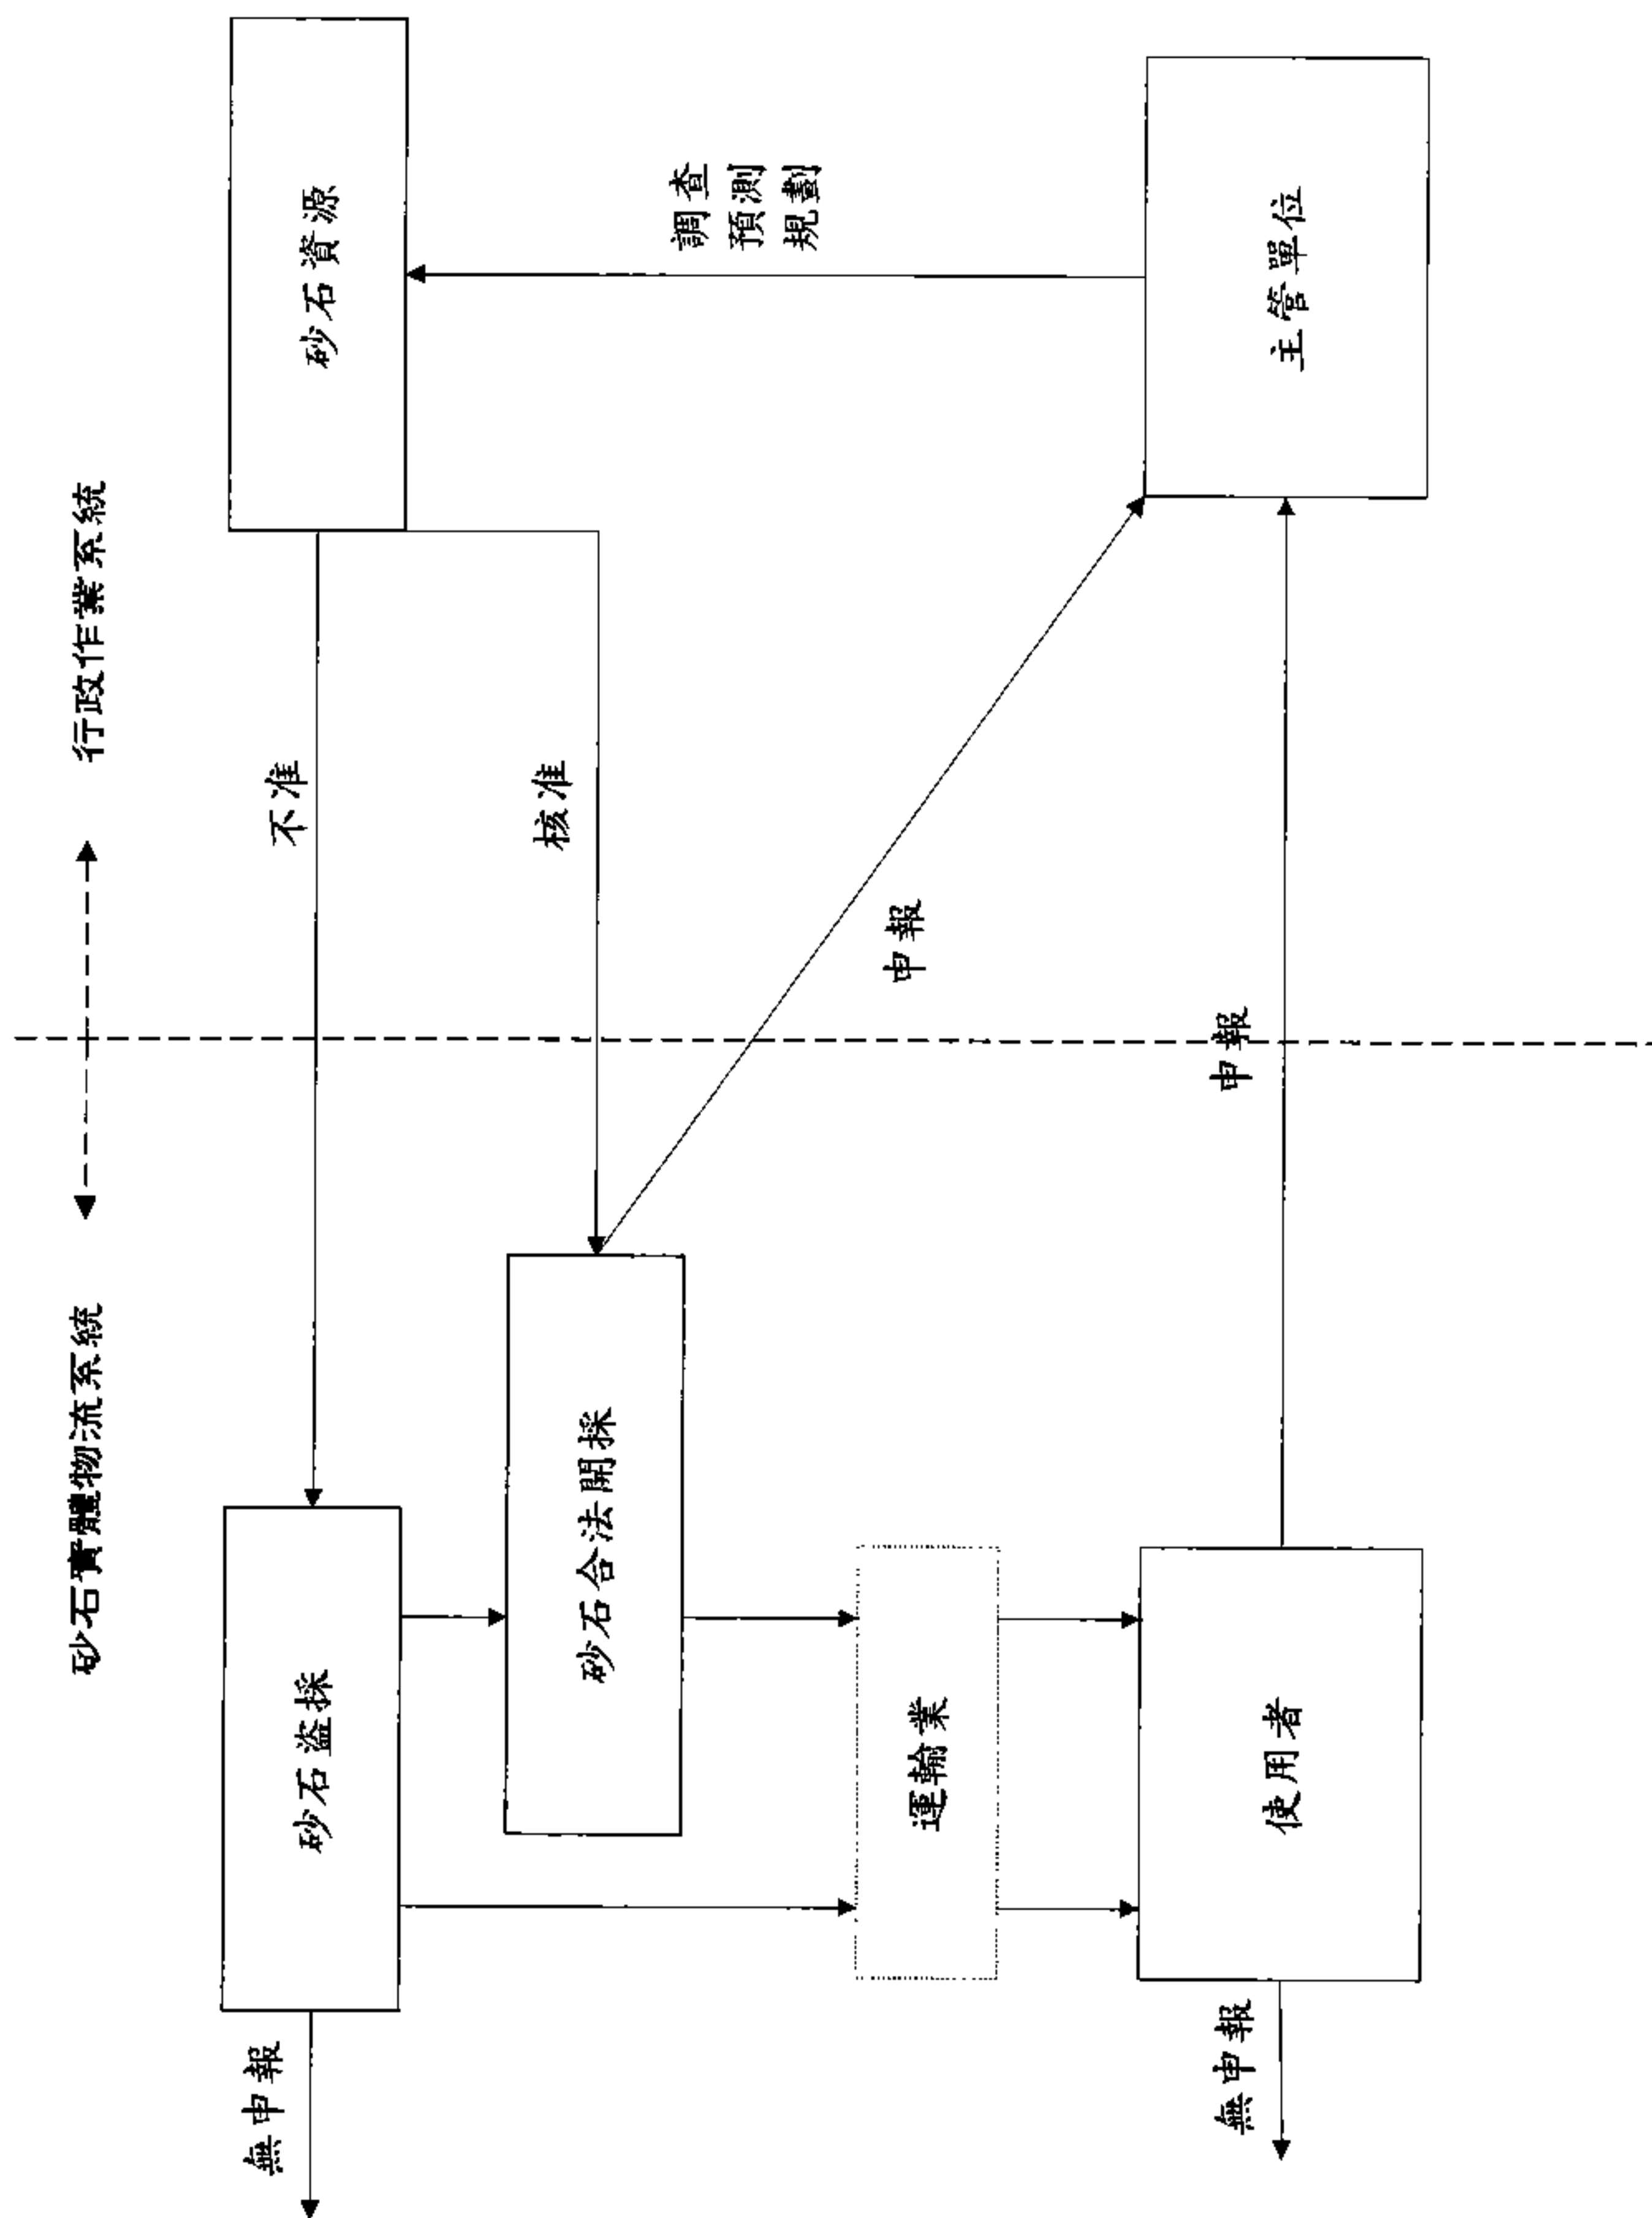 砂石實體物流系統
行政作業系統
無申報
砂石盜採
不准
砂石資源
砂石合法開採
核准
調查
預測
規劃
運輸業
申報
無申報
使用者
申報
主管單位